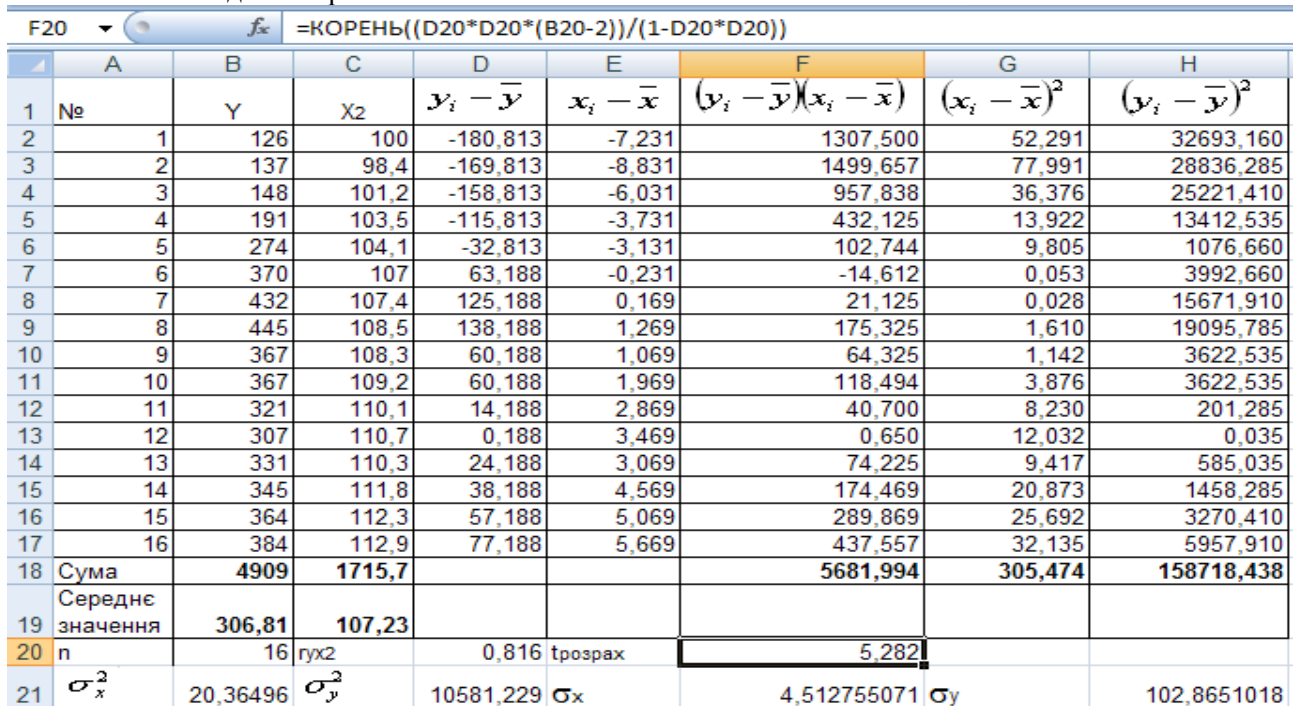 F20 fx =КОРЕНЬ((D20*D20*(B20-2))/(1-D20*D20))
A B C D E F G H
1 № Y X2 y_i − y̅ x_i − x̅ (y_i − y̅)(x_i − x̅) (x_i − x̅)² (y_i − y̅)²
2 1 126 100 -180,813 -7,231 1307,500 52,291 32693,160
3 2 137 98,4 -169,813 -8,831 1499,657 77,991 28836,285
4 3 148 101,2 -158,813 -6,031 957,838 36,376 25221,410
5 4 191 103,5 -115,813 -3,731 432,125 13,922 13412,535
6 5 274 104,1 -32,813 -3,131 102,744 9,805 1076,660
7 6 370 107 63,188 -0,231 -14,612 0,053 3992,660
8 7 432 107,4 125,188 0,169 21,125 0,028 15671,910
9 8 445 108,5 138,188 1,269 175,325 1,610 19095,785
10 9 367 108,3 60,188 1,069 64,325 1,142 3622,535
11 10 367 109,2 60,188 1,969 118,494 3,876 3622,535
12 11 321 110,1 14,188 2,869 40,700 8,230 201,285
13 12 307 110,7 0,188 3,469 0,650 12,032 0,035
14 13 331 110,3 24,188 3,069 74,225 9,417 585,035
15 14 345 111,8 38,188 4,569 174,469 20,873 1458,285
16 15 364 112,3 57,188 5,069 289,869 25,692 3270,410
17 16 384 112,9 77,188 5,669 437,557 32,135 5957,910
18 Сума 4909 1715,7 5681,994 305,474 158718,438
Середнє
19 значення 306,81 107,23
20 n 16 ryx2 0,816 tрозрах 5,282
21 σ²_x 20,36496 σ²_y 10581,229 σx 4,512755071 σy 102,8651018